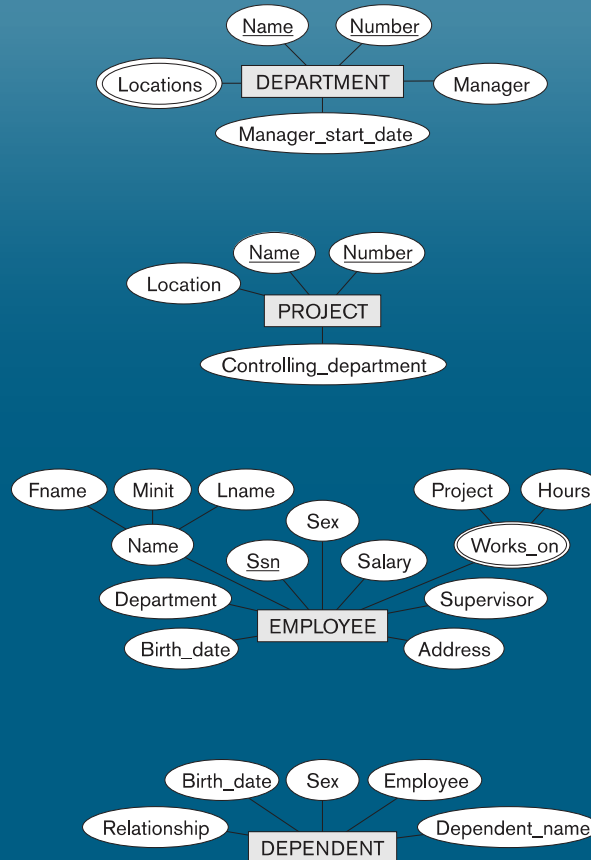 Name Number
Locations DEPARTMENT Manager
Manager_start_date
Name Number
Location
PROJECT
Controlling_department
Fname Minit Lname Project Hours
Sex
Name Works_on
Ssn Salary
Department Supervisor
EMPLOYEE
Birth_date Address
Birth_date Sex Employee
Relationship Dependent_name
DEPENDENT